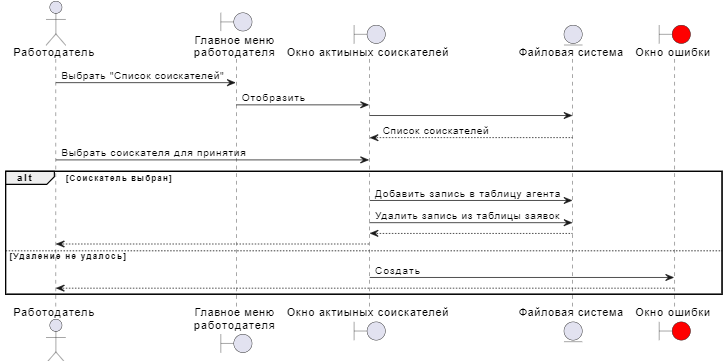 Работодатель
Главное меню
работодателя
Окно актиыных соискателей
Файловая система
Окно ошибки
Выбрать "Список соискателей"
Отобразить
Список соискателей
Выбрать соискателя для принятия
alt [Соискатель выбран]
Добавить запись в таблицу агента
Удалить запись из таблицы заявок
[Удаление не удалось]
Создать
Работодатель
Главное меню
работодателя
Окно актиыных соискателей
Файловая система
Окно ошибки